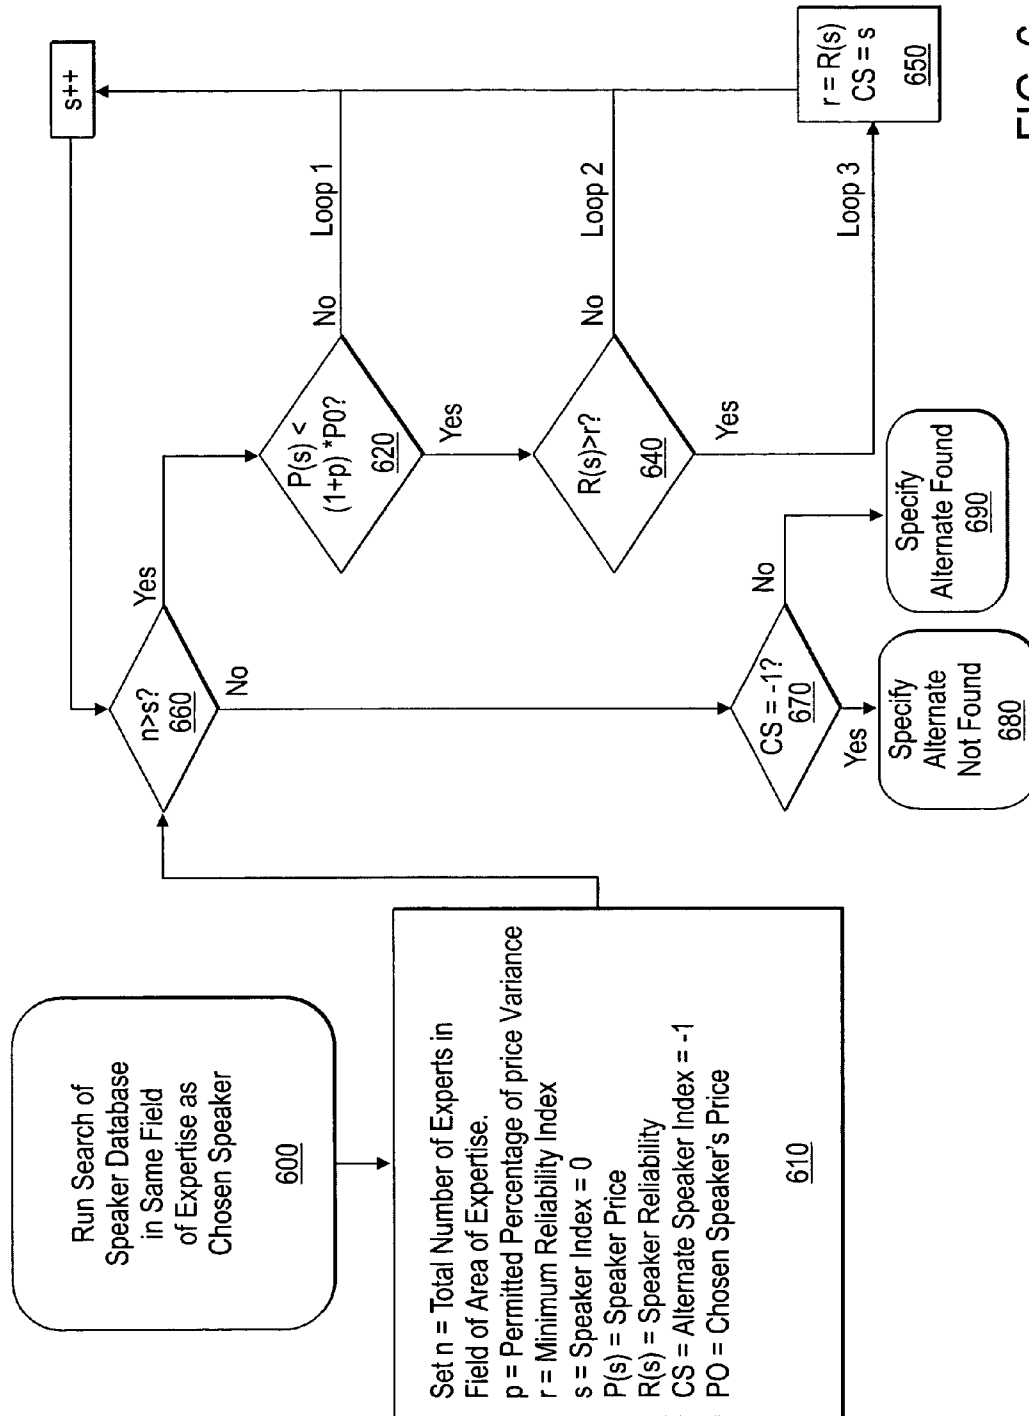 Run Search of
Speaker Database
in Same Field
of Expertise as
Chosen Speaker
600
Set n = Total Number of Experts in
Field of Area of Expertise.
p = Permitted Percentage of price Variance
r = Minimum Reliability Index
s = Speaker Index = 0
P(s) = Speaker Price
R(s) = Speaker Reliability
CS = Alternate Speaker Index = -1
PO = Chosen Speaker's Price
610
s++
n>s?
660
Yes
No
P(s) <
(1+p) *P0?
620
No
Loop 1
Yes
R(s)>r?
640
No
Loop 2
Yes
Loop 3
r = R(s)
CS = s
650
CS = -1?
670
No
Yes
Specify
Alternate
Not Found
680
Specify
Alternate Found
690
FIG.